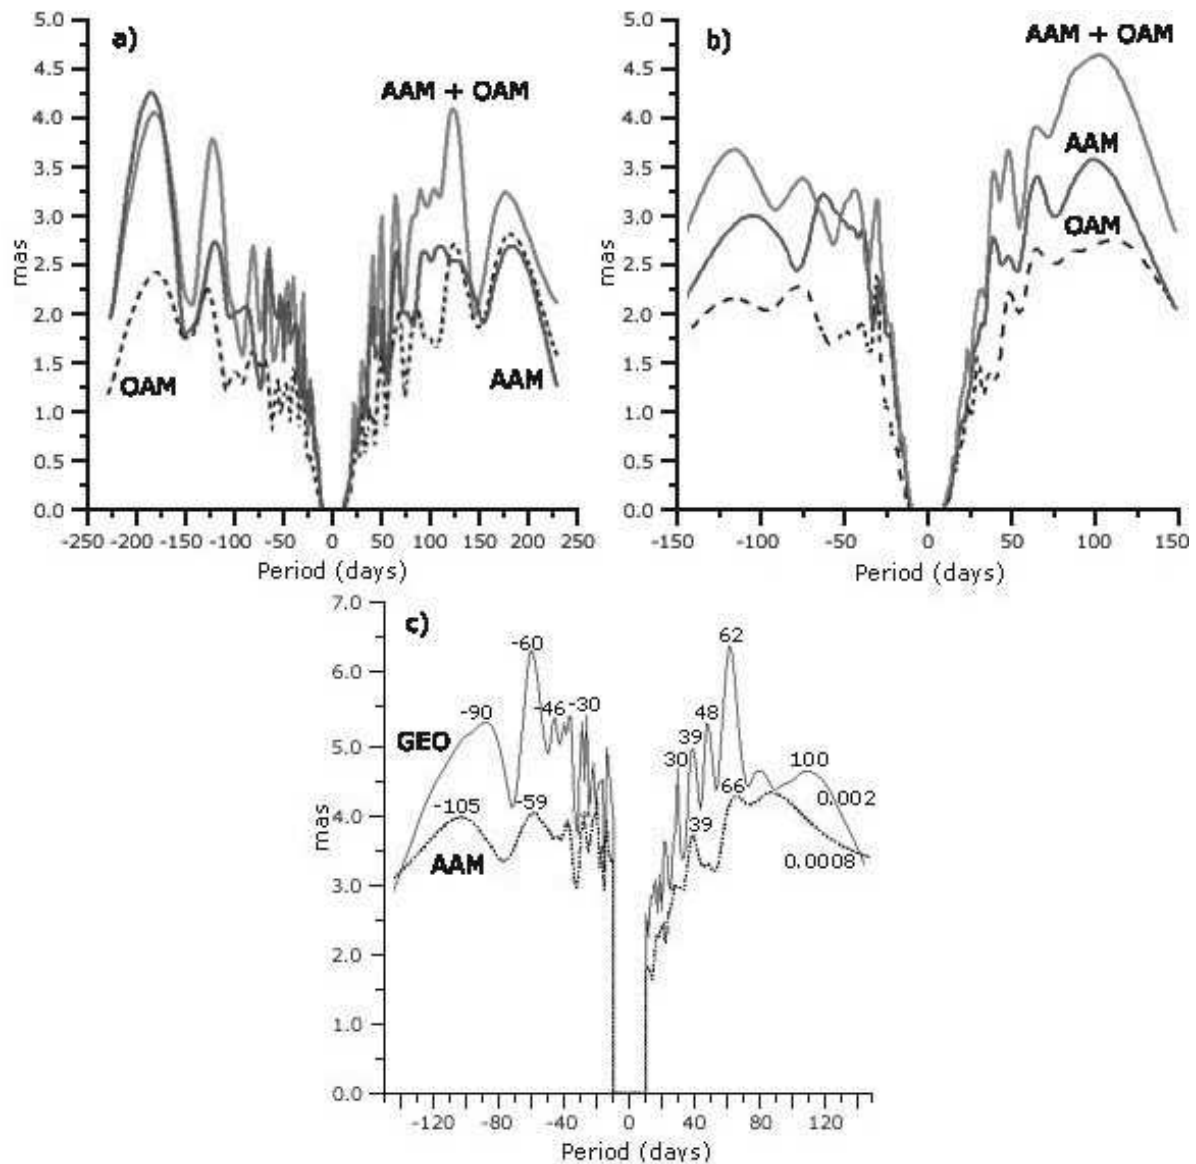 a)
5.0
4.5
4.0
3.5
3.0
2.5
2.0
1.5
1.0
0.5
0.0
mas
AAM + OAM
OAM
AAM
-250 -200 -150 -100 -50 0 50 100 150 200 250
Period (days)
b)
5.0
4.5
4.0
3.5
3.0
2.5
2.0
1.5
1.0
0.5
0.0
mas
AAM + OAM
AAM
OAM
-150 -100 -50 0 50 100 150
Period (days)
c)
7.0
6.0
5.0
4.0
3.0
2.0
1.0
0.0
mas
-60 62
-90 -46 -30 48
GEO 39
30 100
-105 -59 66 0.002
39
AAM 0.0008
-120 -80 -40 0 40 80 120
Period (days)